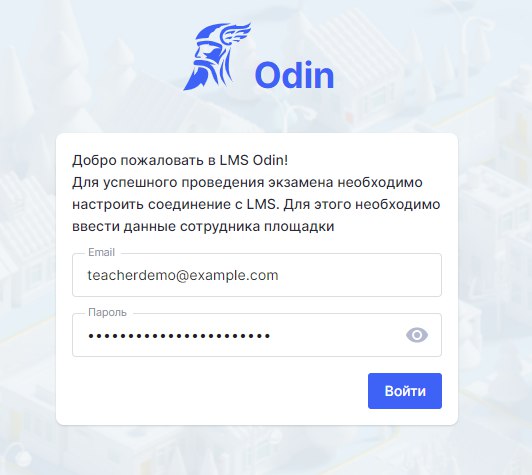 Odin
Добро пожаловать в LMS Odin!
Для успешного проведения экзамена необходимо
настроить соединение с LMS. Для этого необходимо
ввести данные сотрудника площадки
Email
teacherdemo@example.com
Пароль
•••••••••••••••••••••••
Войти